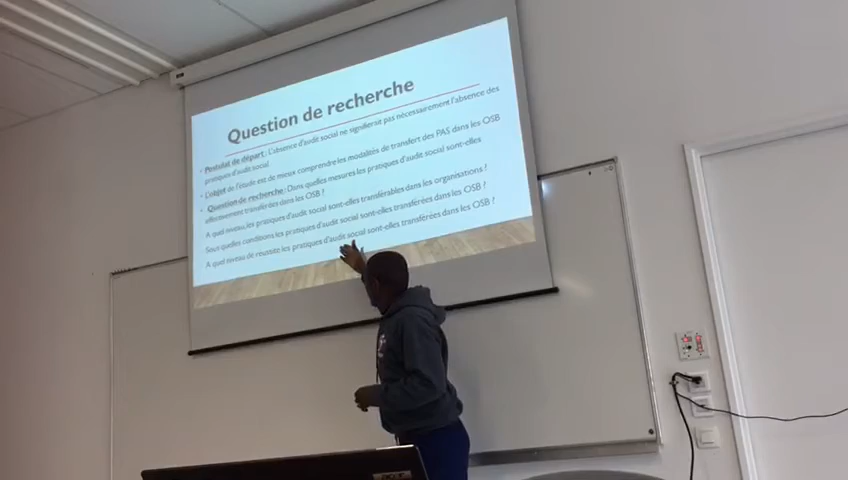 Question de recherche
Postulat de départ : L'absence d'audit social ne signifierait pas nécessairement l'absence des
pratiques d'audit social.
L'objet de l'étude est de mieux comprendre les modalités de transfert des PAS dans les OSB
Question de recherche : Dans quelles mesures les pratiques d'audit social sont-elles
effectivement transférées dans les OSB ?
A quel niveau les pratiques d'audit social sont-elles transférables dans les organisations ?
Sous quelles conditions les pratiques d'audit social sont-elles transférées dans les OSB ?
A quel niveau de réussite les pratiques d'audit social sont-elles transférées dans les OSB ?
acer